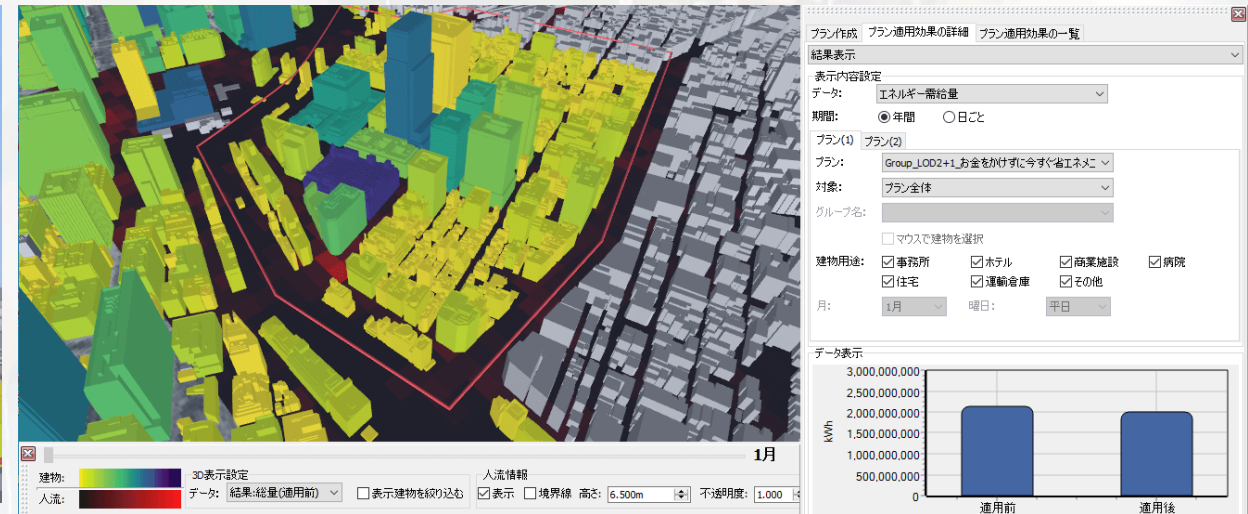 プラン作成 プラン適用効果の詳細 プラン適用効果の一覧
結果表示
表示内容設定
データ: エネルギー需給量
期間: 年間 日ごと
プラン(1) プラン(2)
プラン: Group_LOD2+1_お金をかけずに今すぐ省エネメニ
対象: プラン全体
グループ名:
マウスで建物を選択
建物用途: 事務所 ホテル 商業施設 病院
住宅 運輸倉庫 その他
月: 1月 曜日: 平日
データ表示
3,000,000,000
2,500,000,000
2,000,000,000
1,500,000,000
1,000,000,000
500,000,000
0
kWh
適用前 適用後
1月
建物:
人流:
3D表示設定
データ: 結果:総量(適用前) 表示建物を絞り込む
人流情報
表示 境界線 高さ: 6.500m 不透明度: 1.000